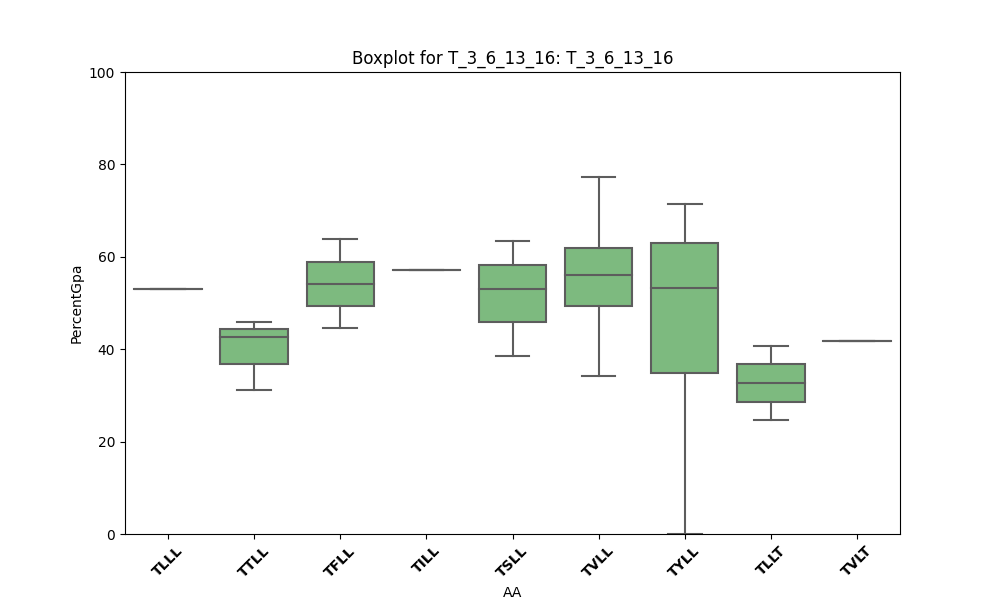 Boxplot for T_3_6_13_16: T_3_6_13_16
100
80
60
40
20
0
PercentGpa
TLLL
TTLL
TFLL
TILL
TSLL
TVLL
TYLL
TLLT
TVLT
AA